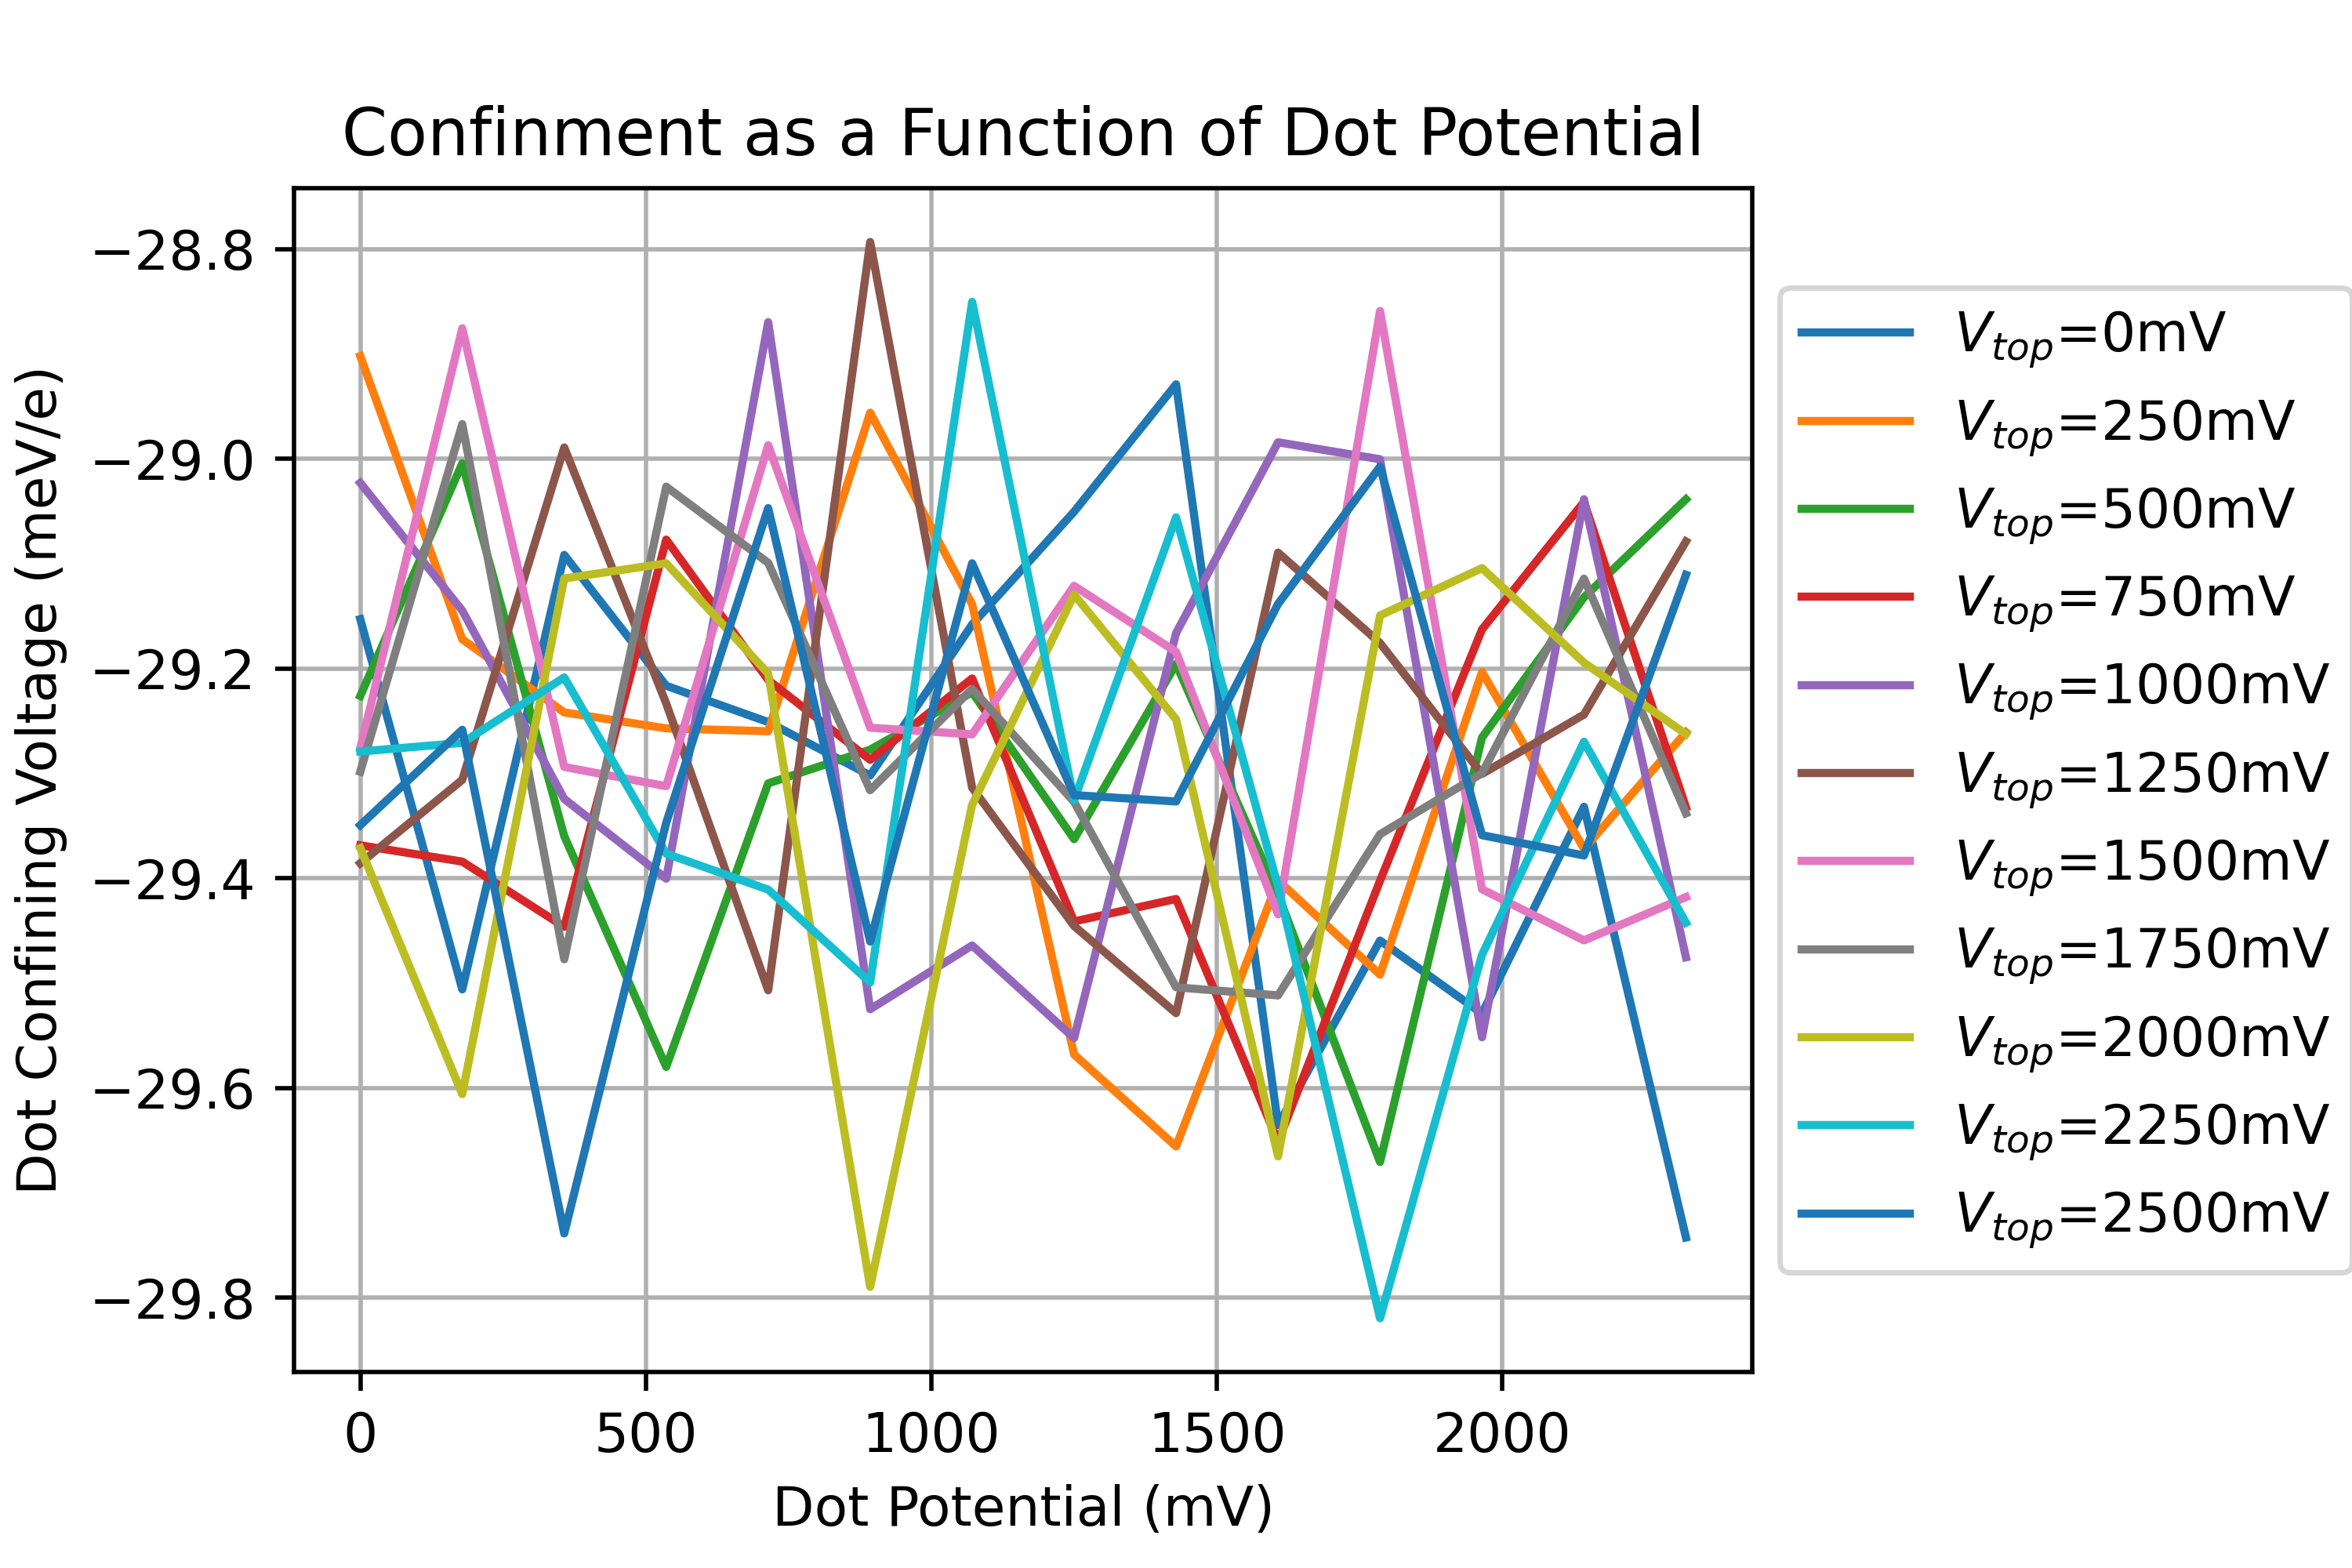 Confinment as a Function of Dot Potential
Dot Confining Voltage (meV/e)
−28.8
−29.0
−29.2
−29.4
−29.6
−29.8
0 500 1000 1500 2000
Dot Potential (mV)
V_top=0mV
V_top=250mV
V_top=500mV
V_top=750mV
V_top=1000mV
V_top=1250mV
V_top=1500mV
V_top=1750mV
V_top=2000mV
V_top=2250mV
V_top=2500mV